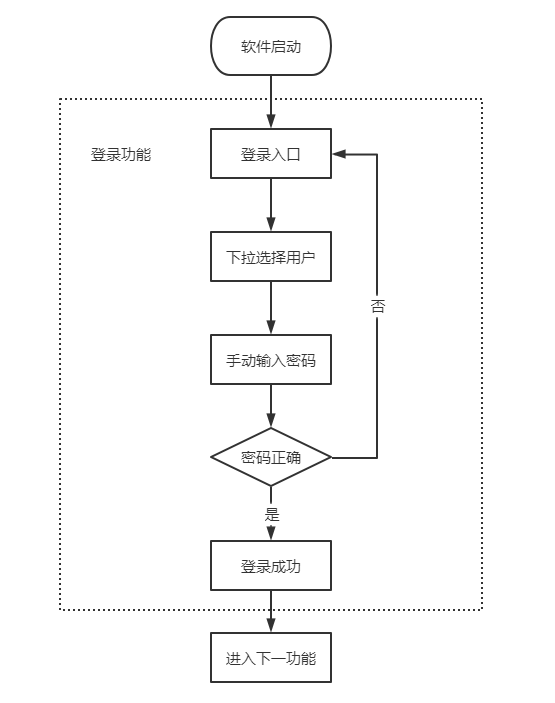 软件启动
登录功能
登录入口
下拉选择用户
手动输入密码
否
密码正确
是
登录成功
进入下一功能